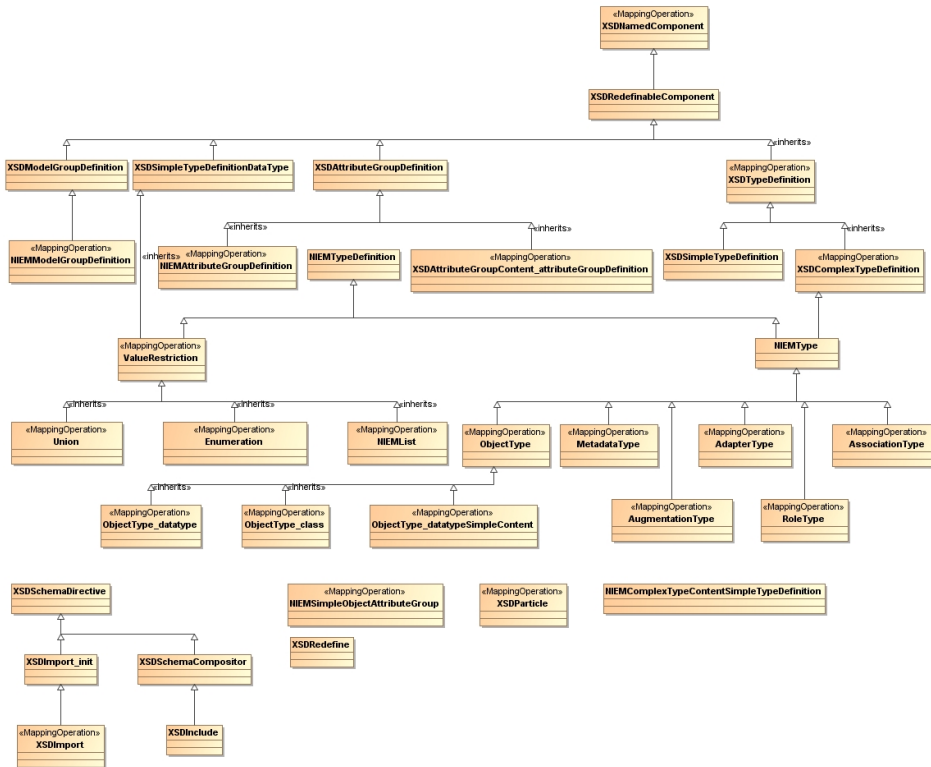 «MappingOperation»
XSDNamedComponent
XSDRedefinableComponent
«inherits»
XSDModelGroupDefinition
XSDSimpleTypeDefinitionDataType
XSDAttributeGroupDefinition
«MappingOperation»
XSDTypeDefinition
«inherits»
«inherits»
«inherits»
«inherits»
«MappingOperation»
NIEMModelGroupDefinition
«inherits»
«MappingOperation»
NIEMAttributeGroupDefinition
NIEMTypeDefinition
«MappingOperation»
XSDAttributeGroupContent_attributeGroupDefinition
XSDSimpleTypeDefinition
«MappingOperation»
XSDComplexTypeDefinition
«MappingOperation»
ValueRestriction
NIEMType
«inherits»
«inherits»
«inherits»
«MappingOperation»
Union
«MappingOperation»
Enumeration
«MappingOperation»
NIEMList
«MappingOperation»
ObjectType
«MappingOperation»
MetadataType
«MappingOperation»
AdapterType
«MappingOperation»
AssociationType
«inherits»
«inherits»
«MappingOperation»
ObjectType_datatype
«MappingOperation»
ObjectType_class
«MappingOperation»
ObjectType_datatypeSimpleContent
«MappingOperation»
AugmentationType
«MappingOperation»
RoleType
XSDSchemaDirective
«MappingOperation»
NIEMSimpleObjectAttributeGroup
«MappingOperation»
XSDParticle
NIEMComplexTypeContentSimpleTypeDefinition
XSDRedefine
XSDImport_init
XSDSchemaCompositor
«MappingOperation»
XSDImport
XSDInclude